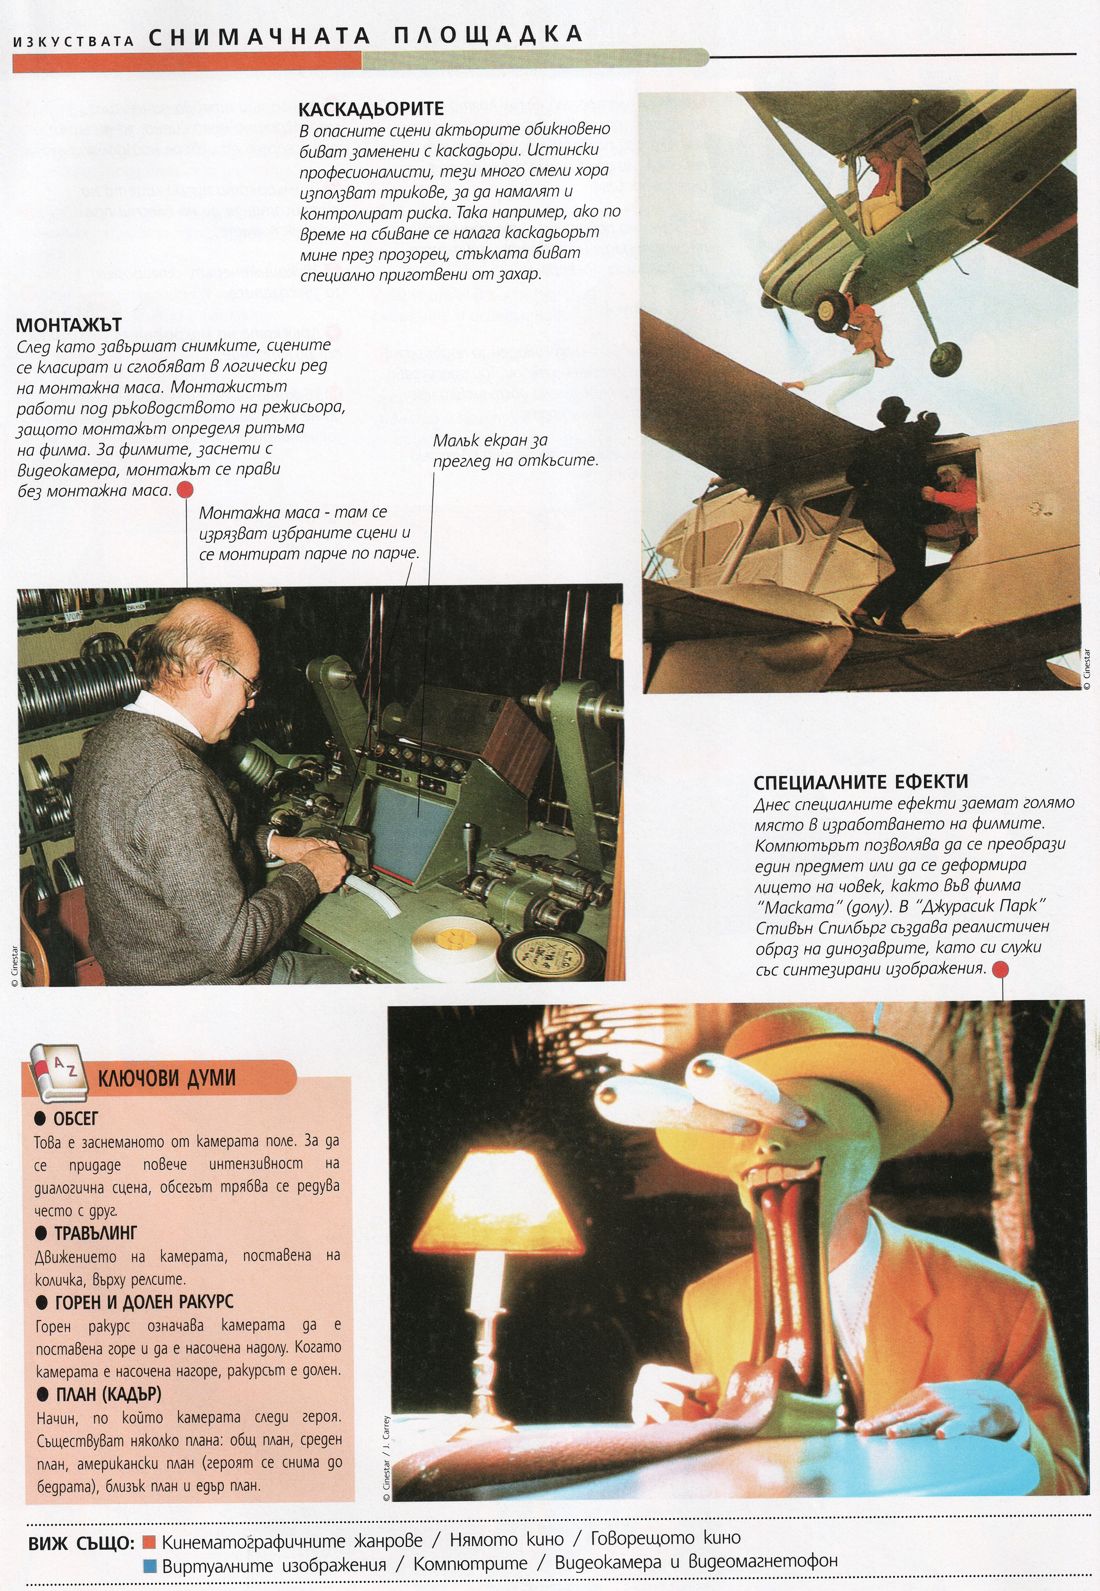 ИЗКУСТВАТА СНИМАЧНАТА ПЛОЩАДКА
КАСКАДЬОРИТЕ
В опасните сцени актьорите обикновено
биват заменени с каскадьори. Истински
професионалисти, тези много смели хора
използват трикове, за да намалят и
контролират риска. Така например, ако по
време на сбиване се налага каскадьорът
мине през прозорец, стъклата биват
специално приготвени от захар.
© Cinestar
МОНТАЖЪТ
След като завършат снимките, сцените
се класират и сглобяват в логически ред
на монтажна маса. Монтажистът
работи под ръководството на режисьора,
защото монтажът определя ритъма
на филма. За филмите, заснети с
видеокамера, монтажът се прави
без монтажна маса.
Малък екран за
преглед на откъсите.
Монтажна маса - там се
изрязват избраните сцени и
се монтират парче по парче.
© Cinestar
СПЕЦИАЛНИТЕ ЕФЕКТИ
Днес специалните ефекти заемат голямо
място в изработването на филмите.
Компютърът позволява да се преобрази
един предмет или да се деформира
лицето на човек, както във филма
“Маската” (долу). В “Джурасик Парк”
Стивън Спилбърг създава реалистичен
образ на динозаврите, като си служи
със синтезирани изображения.
© Cinestar / J. Carrey
A Z
КЛЮЧОВИ ДУМИ
● ОБСЕГ
Това е заснеманото от камерата поле. За да
се придаде повече интензивност на
диалогична сцена, обсегът трябва се редува
често с друг.
● ТРАВЪЛИНГ
Движението на камерата, поставена на
количка, върху релсите.
● ГОРЕН И ДОЛЕН РАКУРС
Горен ракурс означава камерата да е
поставена горе и да е насочена надолу. Когато
камерата е насочена нагоре, ракурсът е долен.
● ПЛАН (КАДЪР)
Начин, по който камерата следи героя.
Съществуват няколко плана: общ план, среден
план, американски план (героят се снима до
бедрата), близък план и едър план.
ВИЖ СЪЩО: Кинематографичните жанрове / Нямото кино / Говорещото кино
Виртуалните изображения / Компютрите / Видеокамера и видеомагнетофон